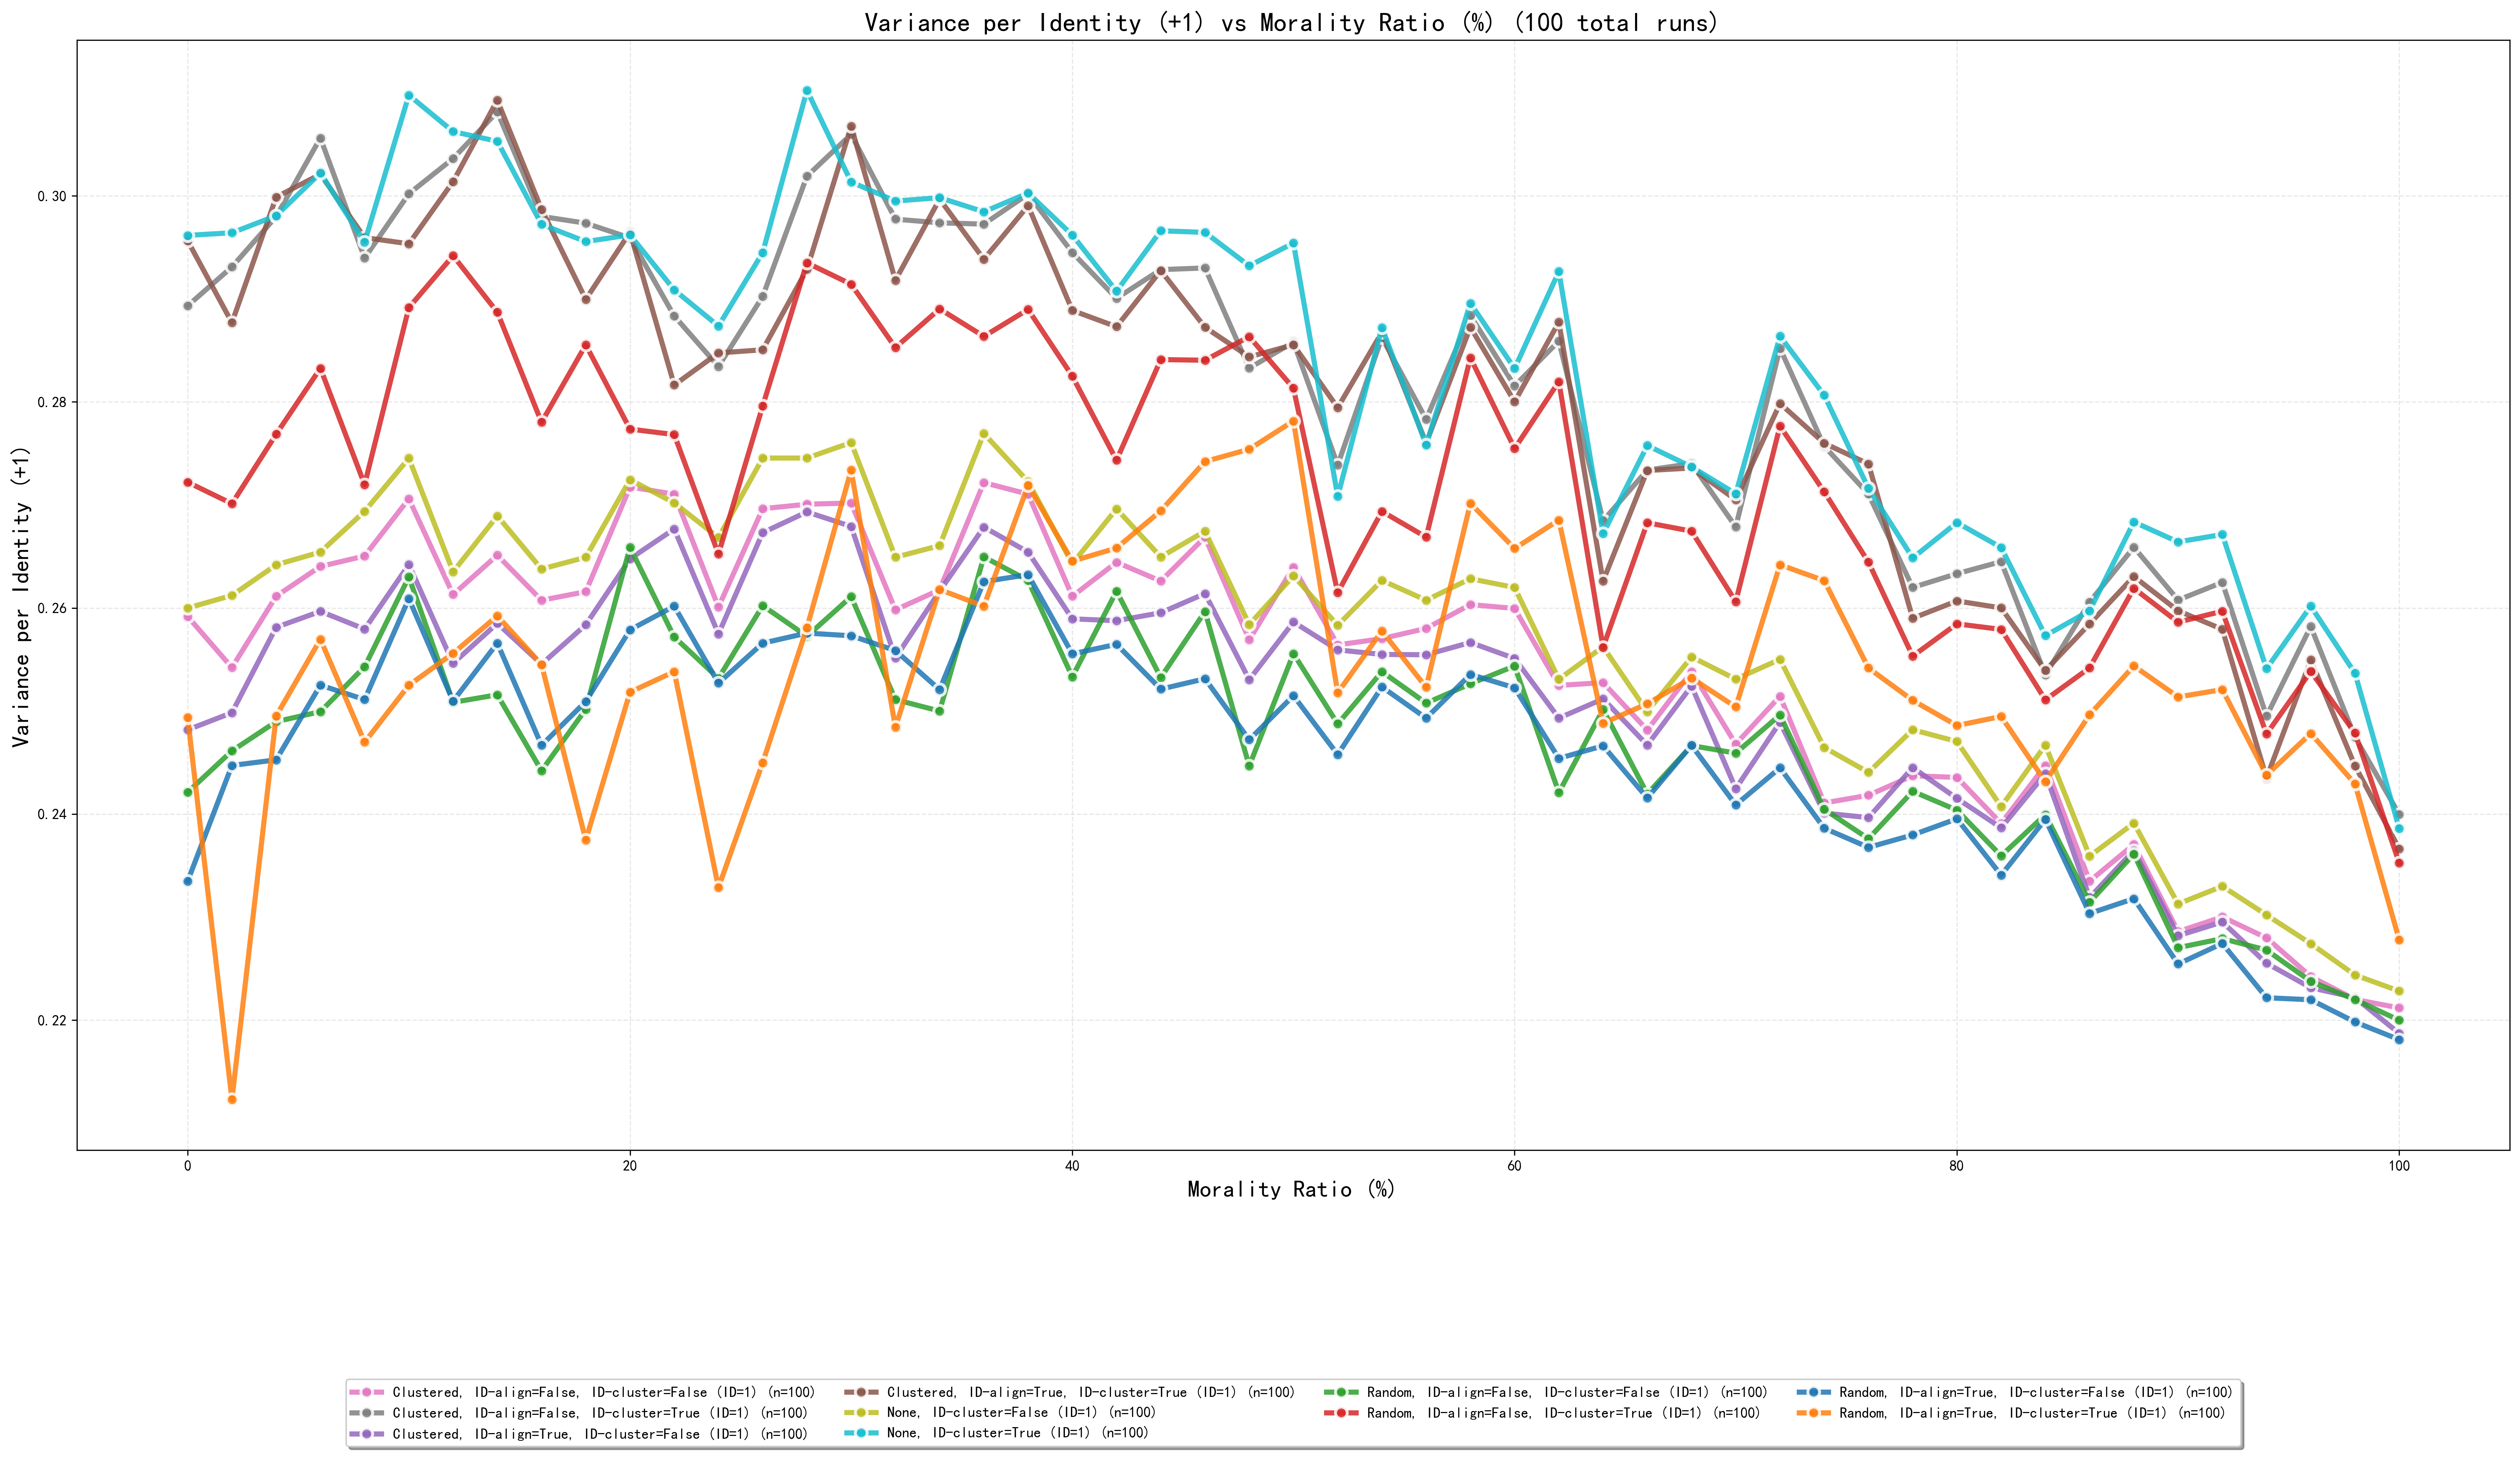 Variance per Identity (+1) vs Morality Ratio (%) (100 total runs)
Variance per Identity (+1)
0.30
0.28
0.26
0.24
0.22
0
20
40
60
80
100
Morality Ratio (%)
Clustered, ID-align=False, ID-cluster=False (ID=1) (n=100)
Clustered, ID-align=False, ID-cluster=True (ID=1) (n=100)
Clustered, ID-align=True, ID-cluster=False (ID=1) (n=100)
Clustered, ID-align=True, ID-cluster=True (ID=1) (n=100)
None, ID-cluster=False (ID=1) (n=100)
None, ID-cluster=True (ID=1) (n=100)
Random, ID-align=False, ID-cluster=False (ID=1) (n=100)
Random, ID-align=False, ID-cluster=True (ID=1) (n=100)
Random, ID-align=True, ID-cluster=False (ID=1) (n=100)
Random, ID-align=True, ID-cluster=True (ID=1) (n=100)